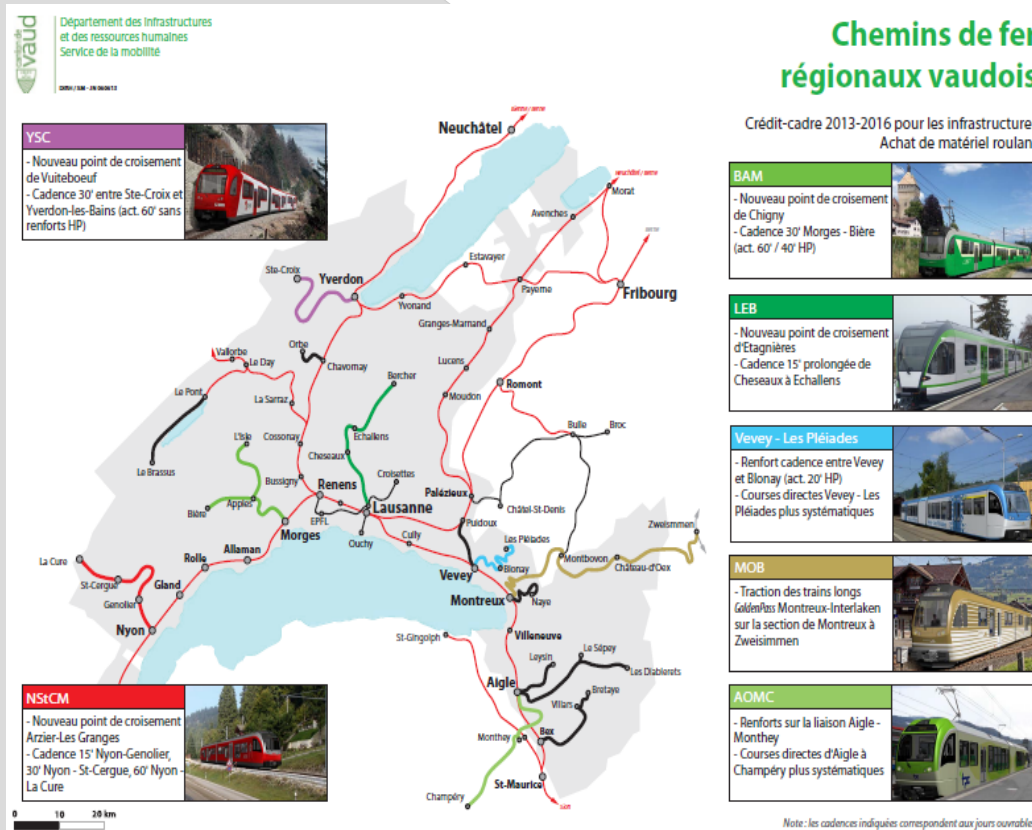 canton de
vaud
Département des infrastructures
et des ressources humaines
Service de la mobilité
Chemins de fer
régionaux vaudois
Crédit-cadre 2013-2016 pour les infrastructure
Achat de matériel roulan
YSC
- Nouveau point de croisement
de Vuiteboeuf
- Cadence 30' entre Ste-Croix et
Yverdon-les-Bains (act. 60' sans
renforts HP)
BAM
- Nouveau point de croisement
de Chigny
- Cadence 30' Morges - Bière
(act. 60' / 40' HP)
LEB
- Nouveau point de croisement
d'Etagnières
- Cadence 15' prolongée de
Cheseaux à Echallens
Vevey - Les Pléiades
- Renfort cadence entre Vevey
et Blonay (act. 20' HP)
- Courses directes Vevey - Les
Pléiades plus systématiques
MOB
- Traction des trains longs
GoldenPass Montreux-Interlaken
sur la section de Montreux à
Zweisimmen
AOMC
- Renforts sur la liaison Aigle -
Monthey
- Courses directes d'Aigle à
Champéry plus systématiques
NStCM
- Nouveau point de croisement
Arzier-Les Granges
- Cadence 15' Nyon-Genolier,
30' Nyon - St-Cergue, 60' Nyon -
La Cure
Neuchâtel
Morat
Avenches
Estavayer
Ste-Croix
Yverdon
Yvonand
Payerne
Fribourg
Granges-Marnand
Orbe
Vallorbe
Le Day
Chavornay
Lucens
Bercher
Romont
Le Pont
La Sarraz
Moudon
L'Isle
Cossonay
Echallens
Bulle
Broc
Cheseaux
Le Brassus
Croisettes
Bussigny
Renens
Palézieux
Apples
Bière
EPFL
Lausanne
Châtel-St-Denis
Morges
Puidoux
Zweisimmen
Ouchy
Cully
Les Pléiades
Allaman
Rolle
La Cure
Montbovon
Château-d'Oex
Blonay
Vevey
St-Cergue
Gland
Genolier
Montreux
Naye
Nyon
St-Gingolph
Villeneuve
Le Sépey
Leysin
Les Diablerets
Aigle
Bretaye
Villars
Monthey
Bex
St-Maurice
Champéry
sion
0 10 20 km
Note : les cadences indiquées correspondent aux jours ouvrable